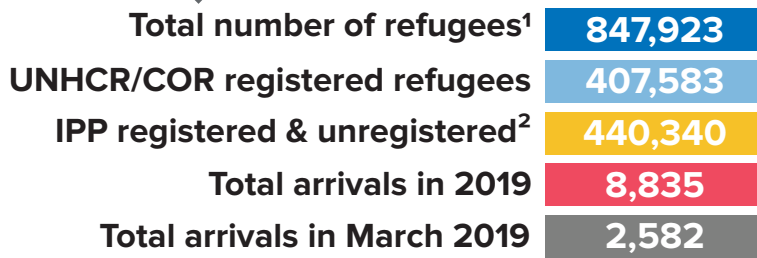 Total number of refugees¹ 847,923
UNHCR/COR registered refugees 407,583
IPP registered & unregistered² 440,340
Total arrivals in 2019 8,835
Total arrivals in March 2019 2,582